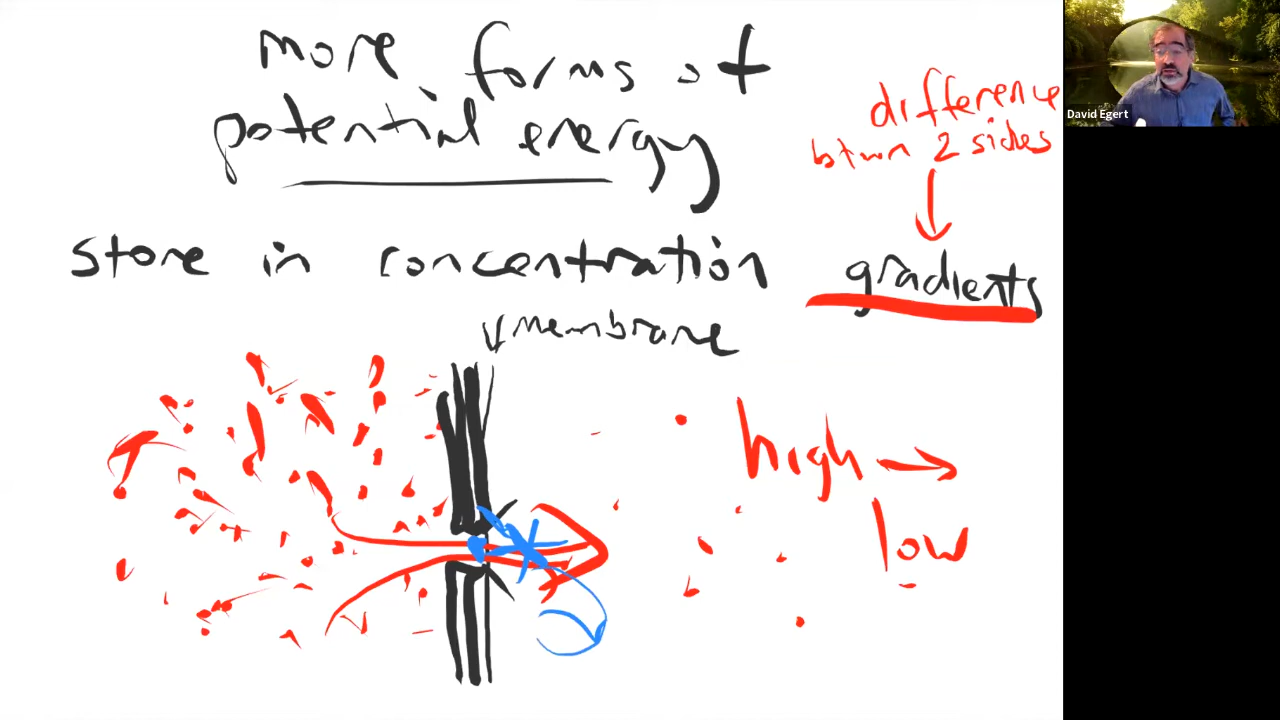 more forms of
potential energy
difference
btwn 2 sides
store in concentration gradients
membrane
high →
low
David Egert